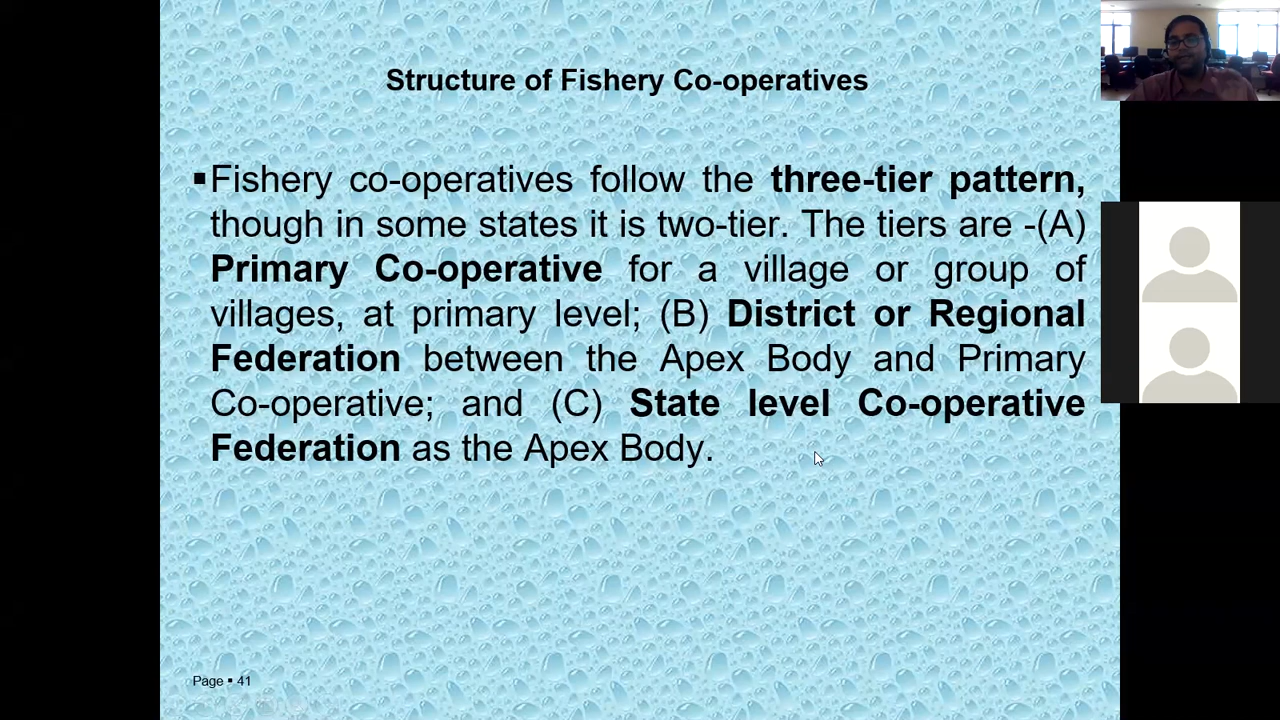 Structure of Fishery Co-operatives
▪Fishery co-operatives follow the three-tier pattern,
though in some states it is two-tier. The tiers are -(A)
Primary Co-operative for a village or group of
villages, at primary level; (B) District or Regional
Federation between the Apex Body and Primary
Co-operative; and (C) State level Co-operative
Federation as the Apex Body.
Page ▪ 41